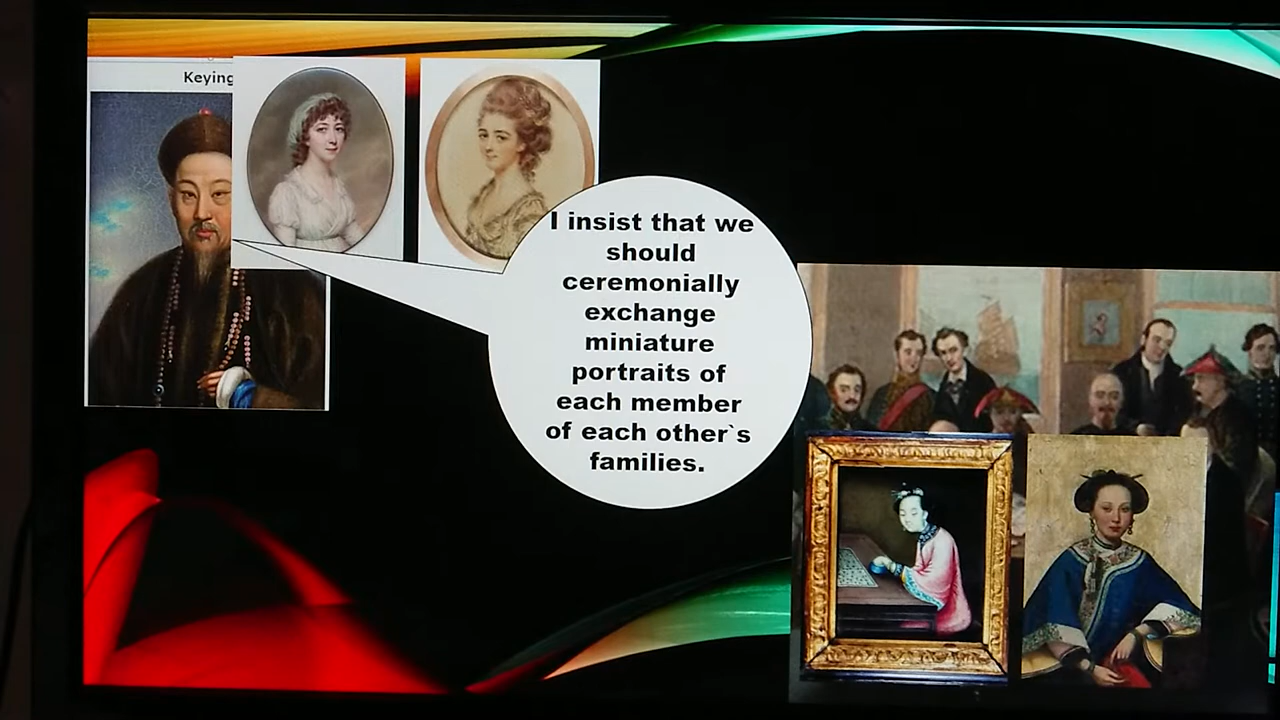 Keying
I insist that we
should
ceremonially
exchange
miniature
portraits of
each member
of each other`s
families.